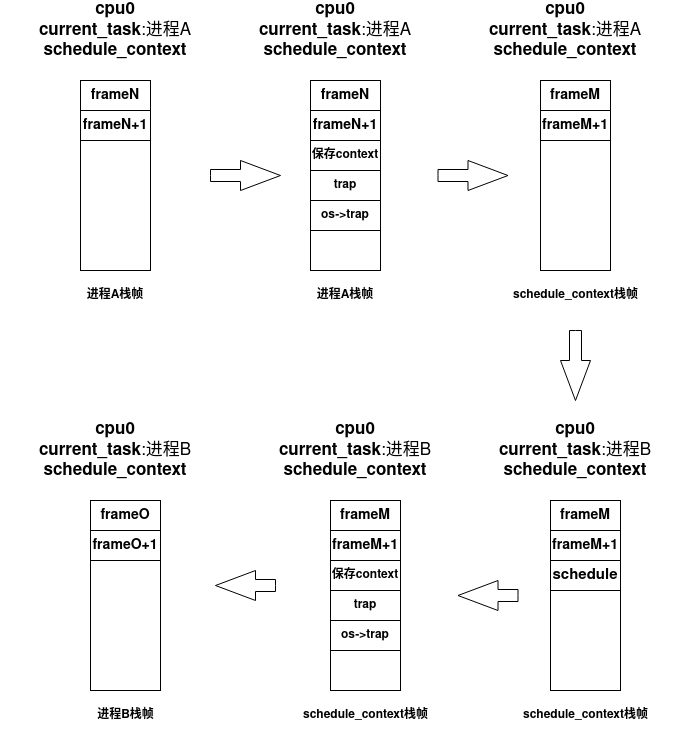 cpu0
current_task:进程A
schedule_context
frameN
frameN+1
进程A栈帧
cpu0
current_task:进程A
schedule_context
frameN
frameN+1
保存context
trap
os->trap
进程A栈帧
cpu0
current_task:进程A
schedule_context
frameM
frameM+1
schedule_context栈帧
cpu0
current_task:进程B
schedule_context
frameM
frameM+1
schedule
schedule_context栈帧
cpu0
current_task:进程B
schedule_context
frameM
frameM+1
保存context
trap
os->trap
schedule_context栈帧
cpu0
current_task:进程B
schedule_context
frameO
frameO+1
进程B栈帧